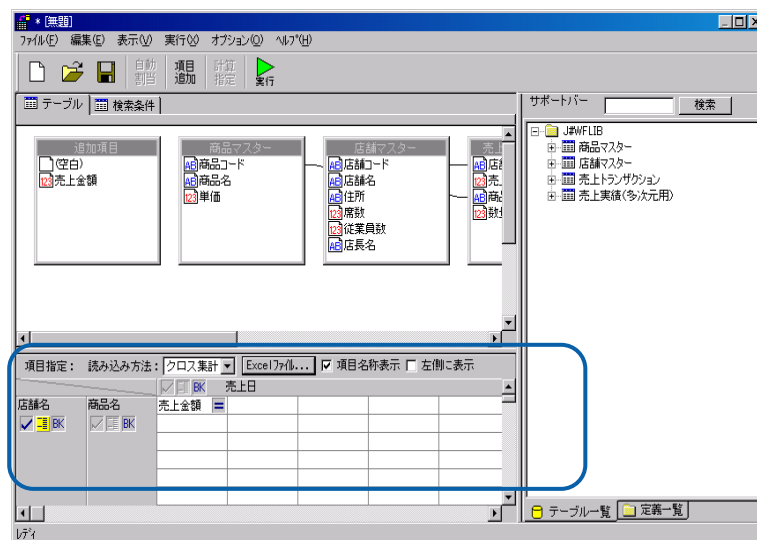 * [無題]
ファイル(F) 編集(E) 表示(V) 実行(X) オプション(O) ヘルプ(H)
自動割当 項目追加 計算指定 実行
テーブル 検索条件
追加項目
(空白)
売上金額
商品マスター
商品コード
商品名
単価
店舗マスター
店舗コード
店舗名
住所
席数
従業員数
店長名
売上
店舗
売
商品
数
項目指定: 読み込み方法: クロス集計 Excelファイル... 項目名称表示 左側に表示
BK 売上日
店舗名 商品名 売上金額
BK BK
サポートバー 検索
J#WFLIB
商品マスター
店舗マスター
売上トランザクション
売上実績(多次元用)
テーブル一覧 定義一覧
レディ